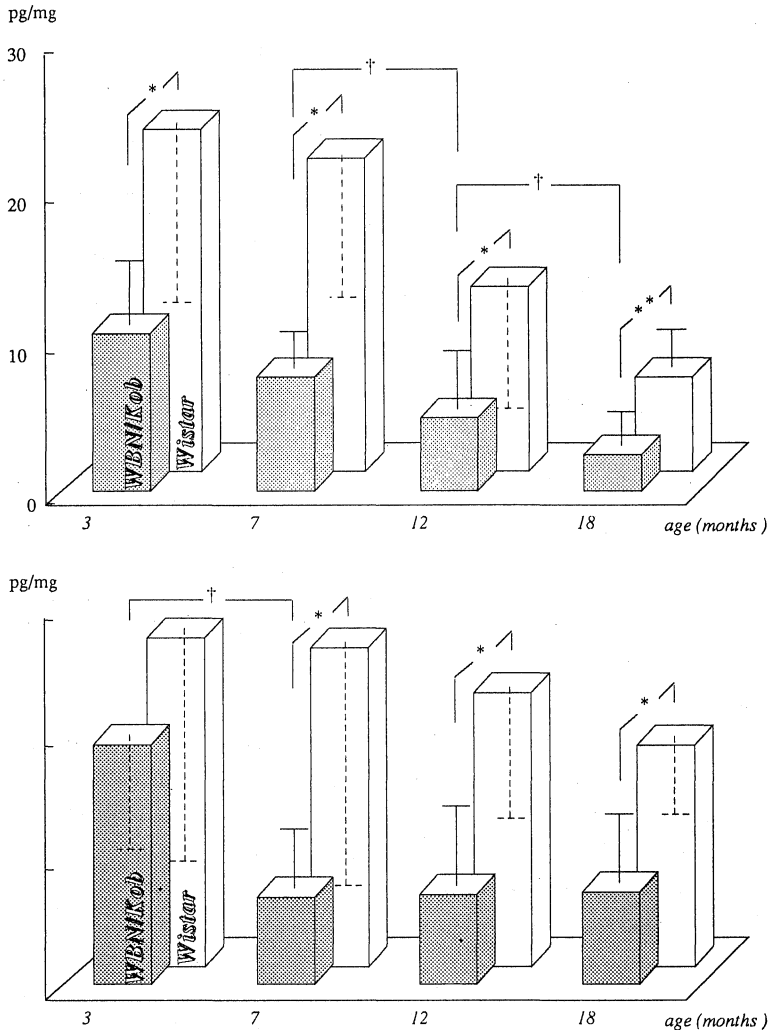 pg/mg
30
†
*
*
†
20
*
**
10
WBN/Kob
Wistar
0
3 7 12 18 age (months)
pg/mg
†
*
*
*
WBN/Kob
Wistar
3 7 12 18 age (months)